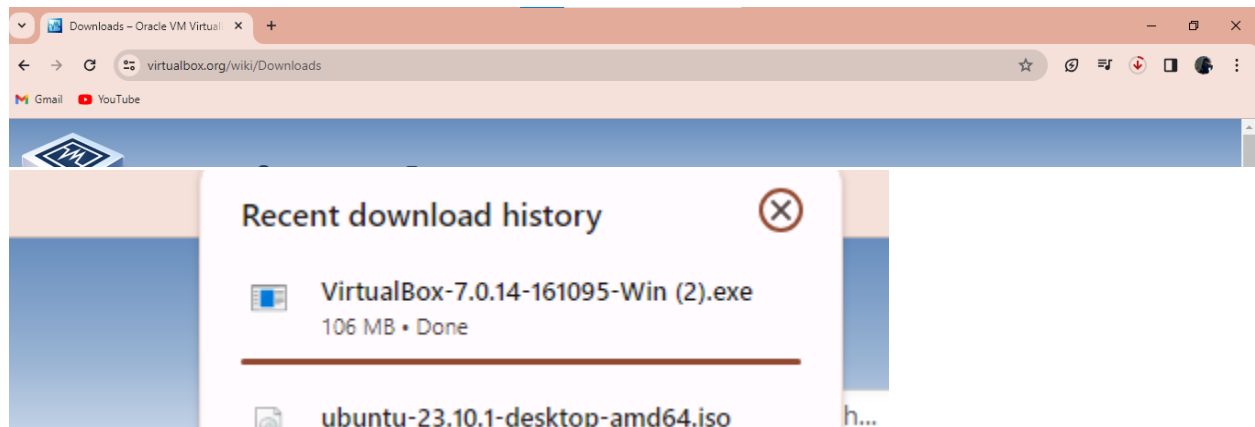 Downloads – Oracle VM Virtual
virtualbox.org/wiki/Downloads
Gmail YouTube
VM
Recent download history
VirtualBox-7.0.14-161095-Win (2).exe
106 MB • Done
ubuntu-23.10.1-desktop-amd64.iso
h...